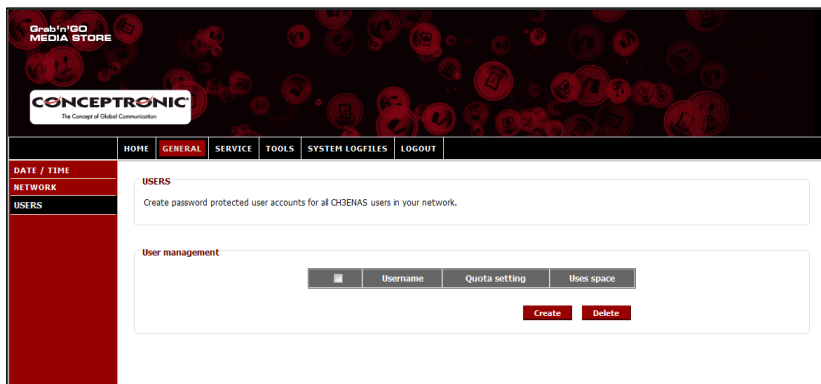 Grab'n'GO
MEDIA STORE
CONCEPTRONIC
The Concept of Global Communication
HOME GENERAL SERVICE TOOLS SYSTEM LOGFILES LOGOUT
DATE / TIME
NETWORK
USERS
USERS
Create password protected user accounts for all CH3ENAS users in your network.
User management
Username Quota setting Uses space
Create Delete